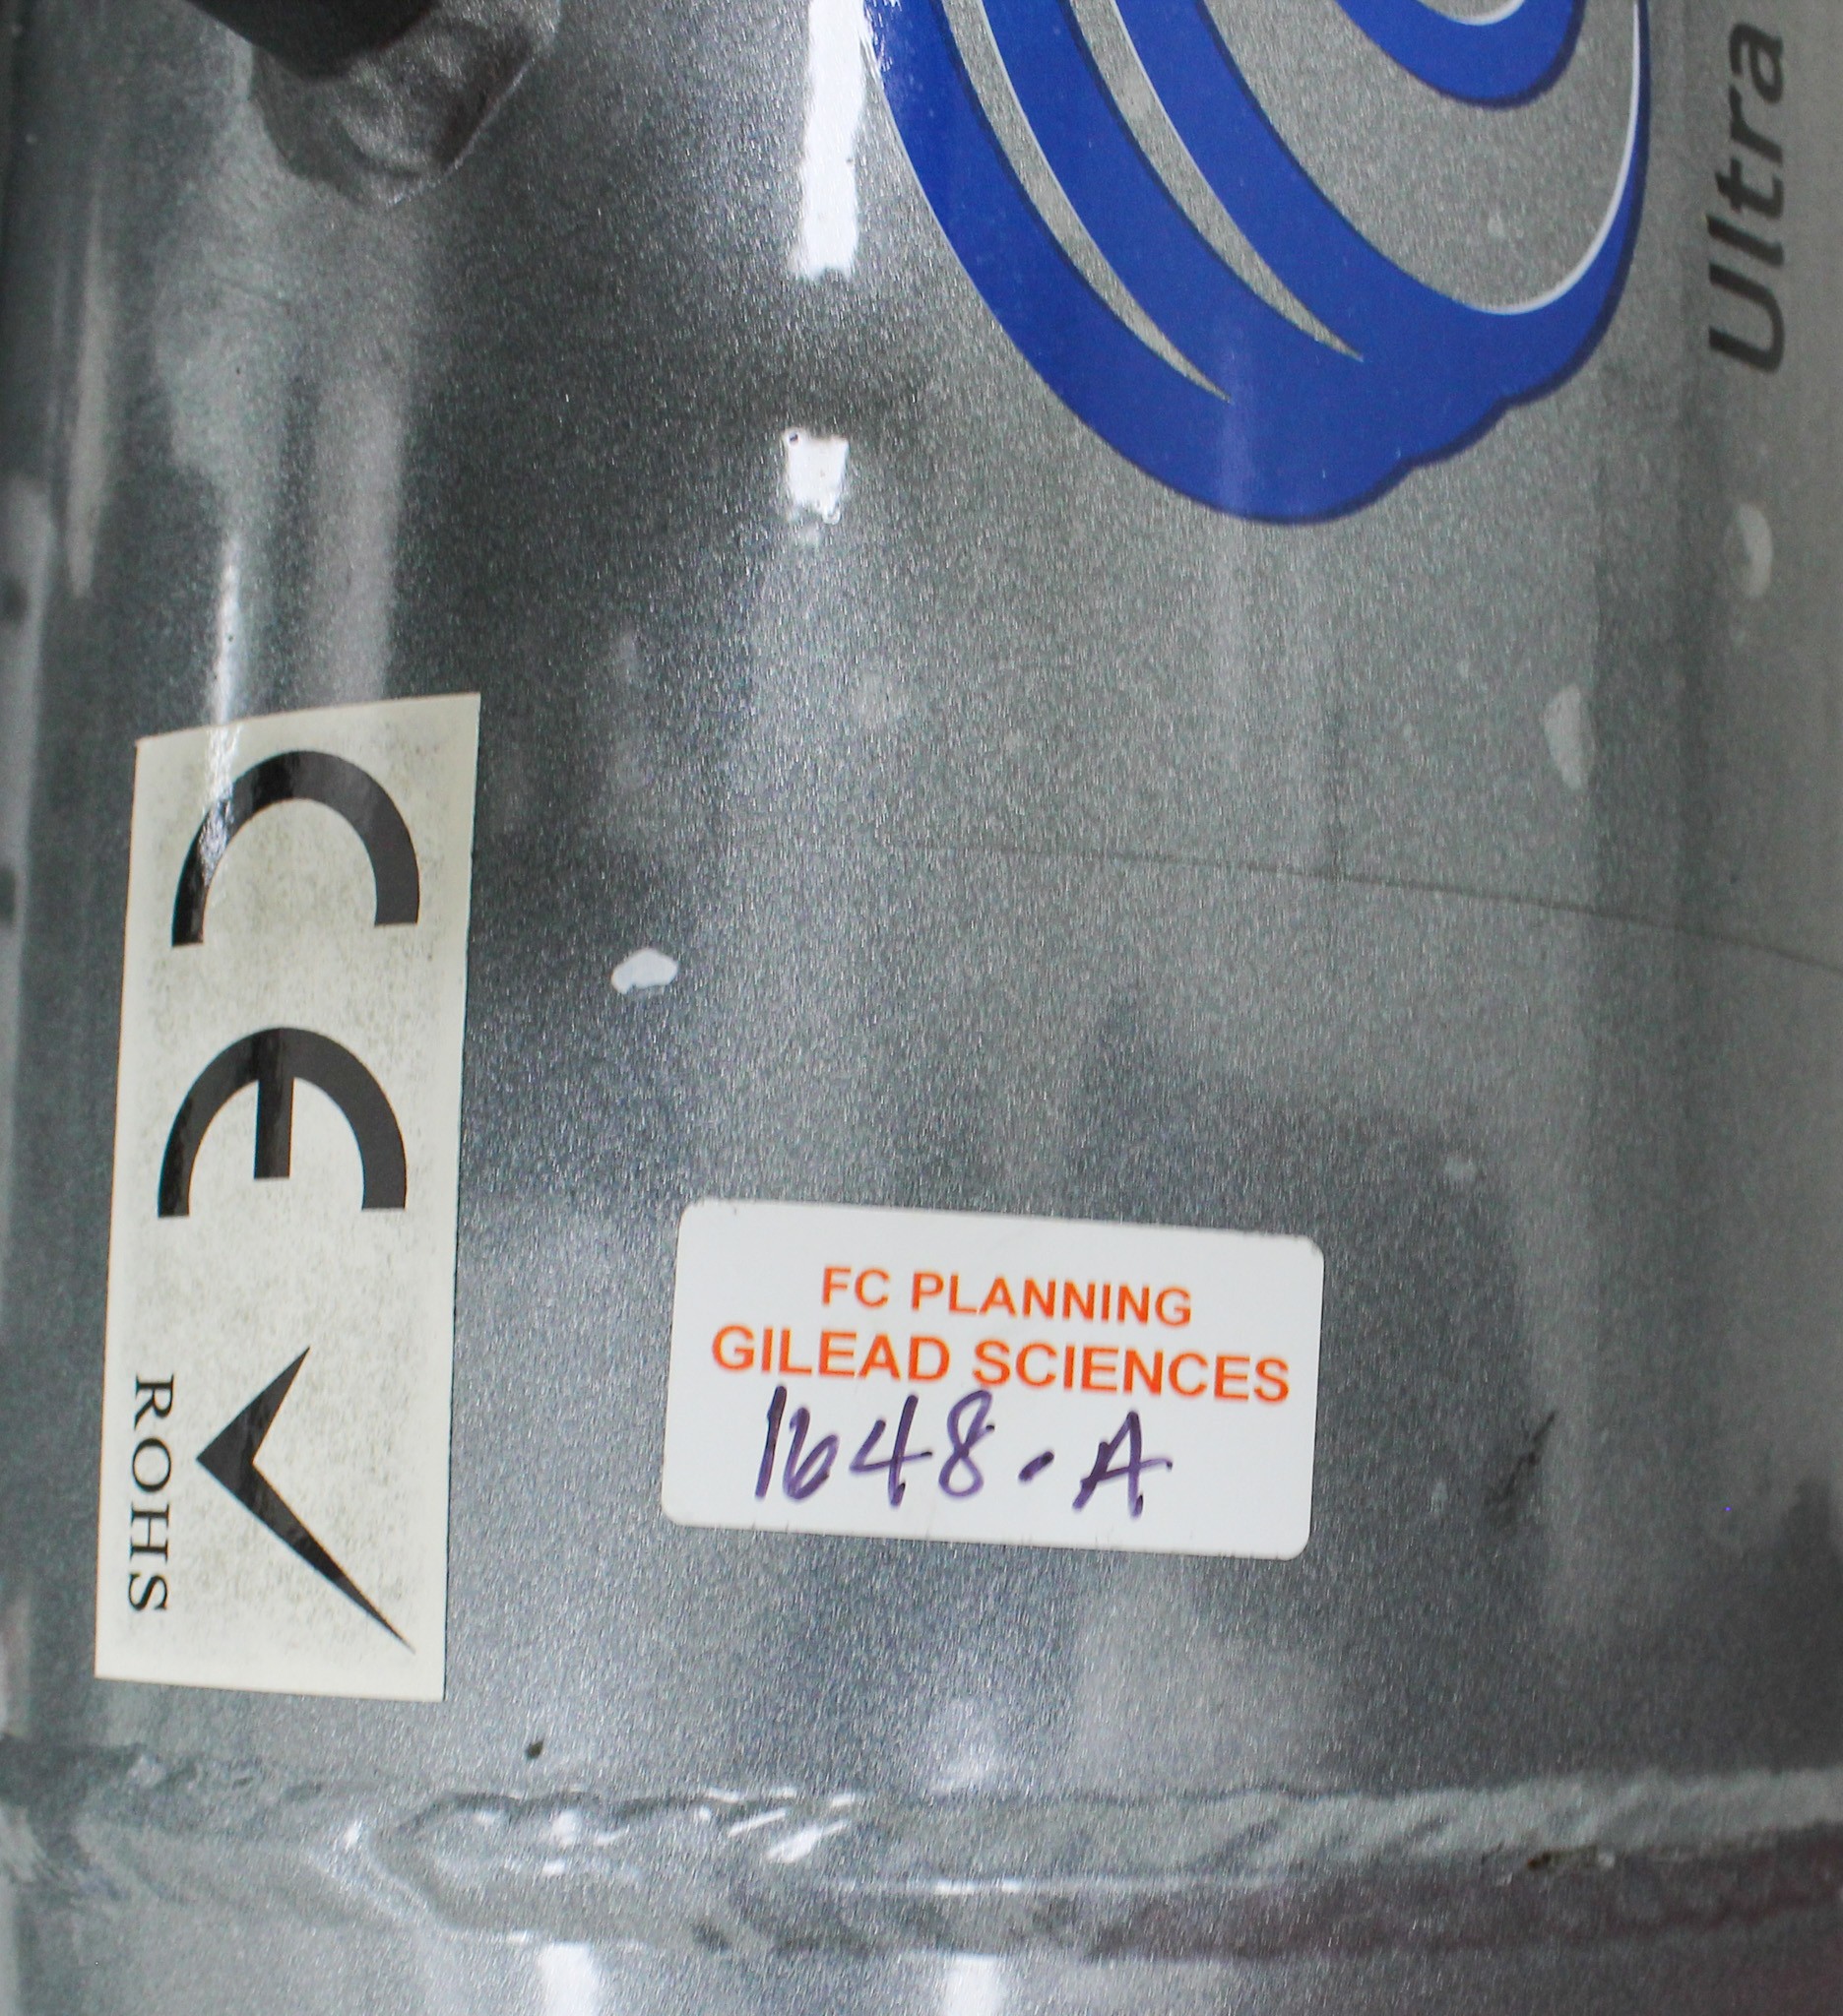 Ultra
CE
ROHS
FC PLANNING
GILEAD SCIENCES
1648-A